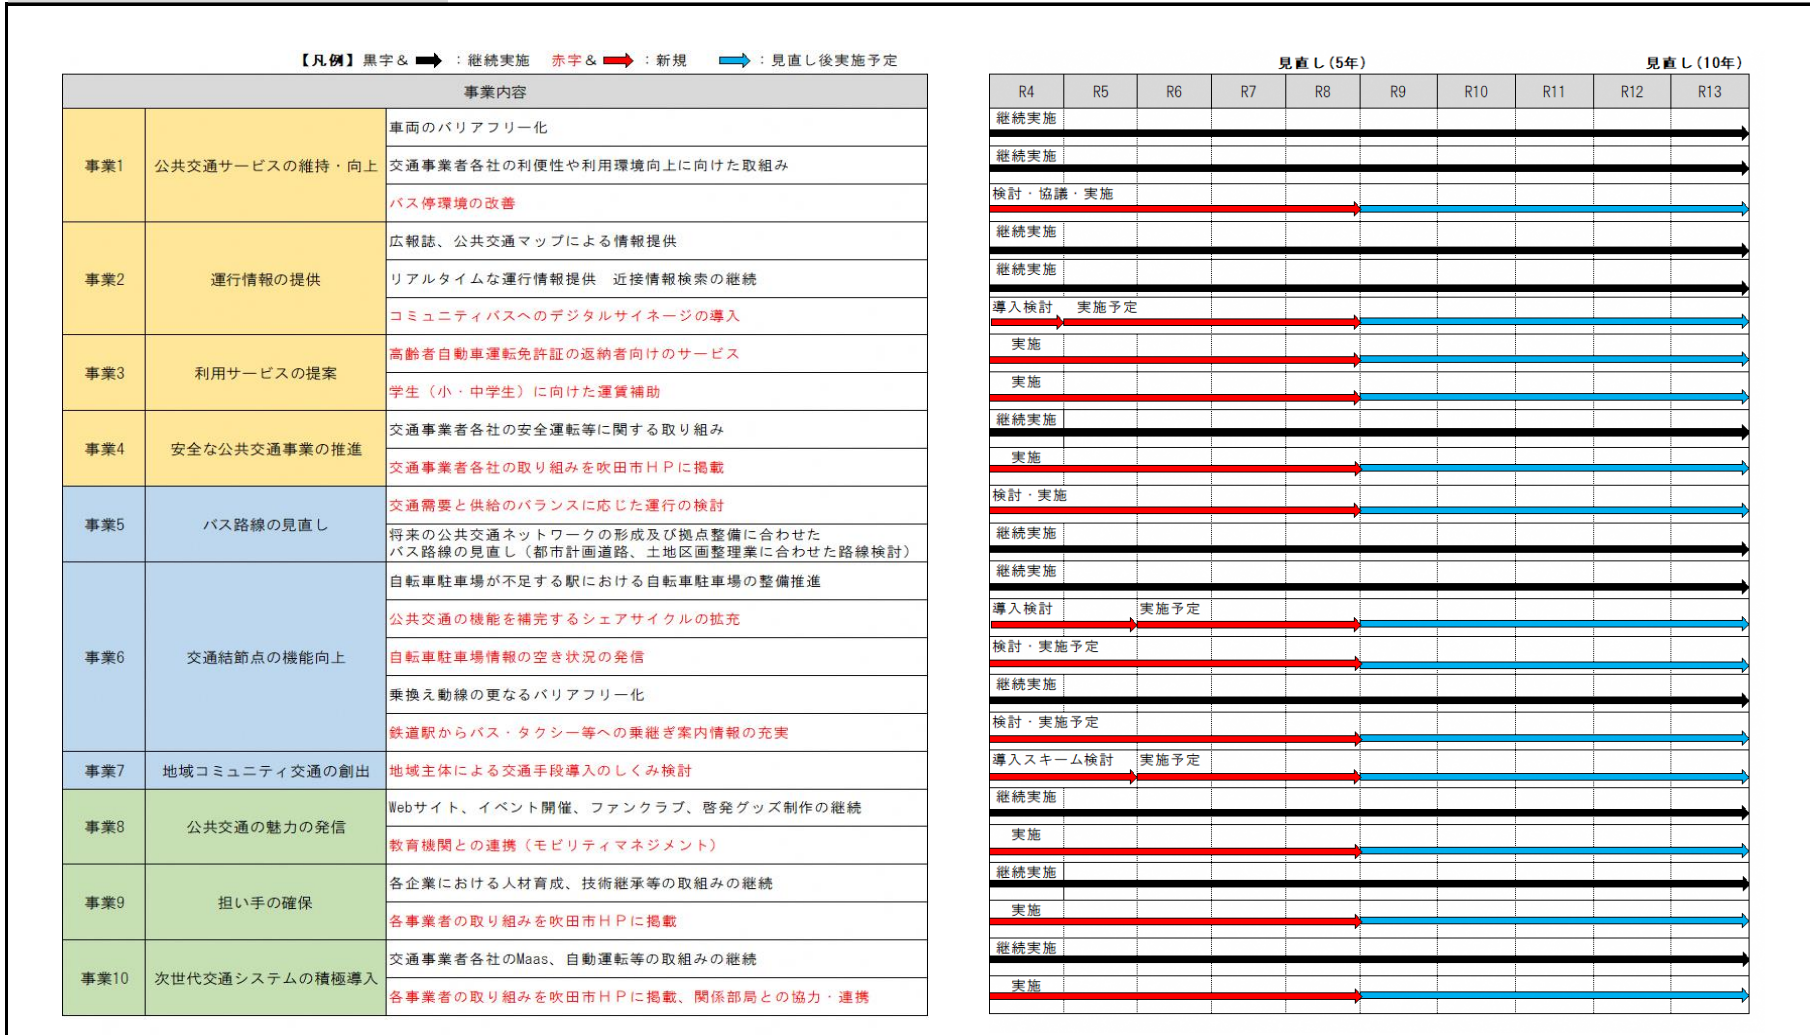 【凡例】黒字&：継続実施　赤字&：新規　：見直し後実施予定
見直し(5年)　見直し(10年)
事業内容
R4 R5 R6 R7 R8 R9 R10 R11 R12 R13
事業1
公共交通サービスの維持・向上
車両のバリアフリー化
継続実施
交通事業者各社の利便性や利用環境向上に向けた取組み
継続実施
バス停環境の改善
検討・協議・実施
事業2
運行情報の提供
広報誌、公共交通マップによる情報提供
継続実施
リアルタイムな運行情報提供　近接情報検索の継続
継続実施
コミュニティバスへのデジタルサイネージの導入
導入検討　実施予定
事業3
利用サービスの提案
高齢者自動車運転免許証の返納者向けのサービス
実施
学生（小・中学生）に向けた運賃補助
実施
事業4
安全な公共交通事業の推進
交通事業者各社の安全運転等に関する取り組み
継続実施
交通事業者各社の取り組みを吹田市ＨＰに掲載
実施
事業5
バス路線の見直し
交通需要と供給のバランスに応じた運行の検討
検討・実施
将来の公共交通ネットワークの形成及び拠点整備に合わせた
バス路線の見直し（都市計画道路、土地区画整理業に合わせた路線検討）
継続実施
事業6
交通結節点の機能向上
自転車駐車場が不足する駅における自転車駐車場の整備推進
継続実施
公共交通の機能を補完するシェアサイクルの拡充
導入検討　実施予定
自転車駐車場情報の空き状況の発信
検討・実施予定
乗換え動線の更なるバリアフリー化
継続実施
鉄道駅からバス・タクシー等への乗継ぎ案内情報の充実
検討・実施予定
事業7
地域コミュニティ交通の創出
地域主体による交通手段導入のしくみ検討
導入スキーム検討　実施予定
事業8
公共交通の魅力の発信
Webサイト、イベント開催、ファンクラブ、啓発グッズ制作の継続
継続実施
教育機関との連携（モビリティマネジメント）
実施
事業9
担い手の確保
各企業における人材育成、技術継承等の取組みの継続
継続実施
各事業者の取り組みを吹田市ＨＰに掲載
実施
事業10
次世代交通システムの積極導入
交通事業者各社のMaas、自動運転等の取組みの継続
継続実施
各事業者の取り組みを吹田市ＨＰに掲載、関係部局との協力・連携
実施